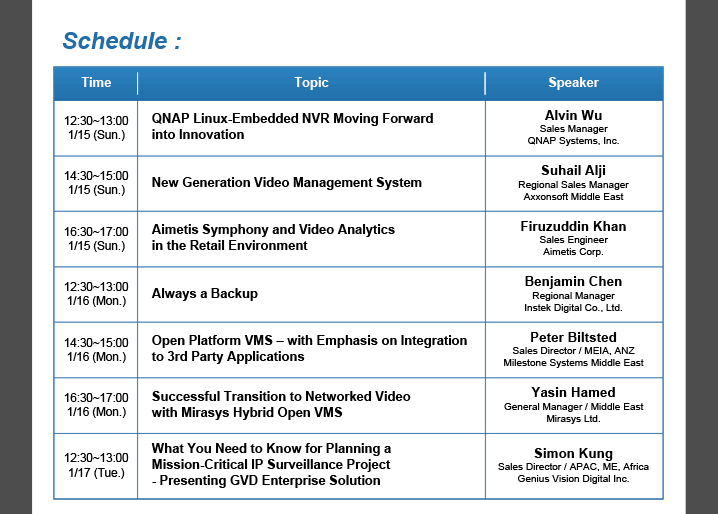 Schedule :
Time Topic Speaker
12:30~13:00
1/15 (Sun.)
QNAP Linux-Embedded NVR Moving Forward
into Innovation
Alvin Wu
Sales Manager
QNAP Systems, Inc.
14:30~15:00
1/15 (Sun.)
New Generation Video Management System
Suhail Alji
Regional Sales Manager
Axxonsoft Middle East
16:30~17:00
1/15 (Sun.)
Aimetis Symphony and Video Analytics
in the Retail Environment
Firuzuddin Khan
Sales Engineer
Aimetis Corp.
12:30~13:00
1/16 (Mon.)
Always a Backup
Benjamin Chen
Regional Manager
Instek Digital Co., Ltd.
14:30~15:00
1/16 (Mon.)
Open Platform VMS – with Emphasis on Integration
to 3rd Party Applications
Peter Biltsted
Sales Director / MEIA, ANZ
Milestone Systems Middle East
16:30~17:00
1/16 (Mon.)
Successful Transition to Networked Video
with Mirasys Hybrid Open VMS
Yasin Hamed
General Manager / Middle East
Mirasys Ltd.
12:30~13:00
1/17 (Tue.)
What You Need to Know for Planning a
Mission-Critical IP Surveillance Project
- Presenting GVD Enterprise Solution
Simon Kung
Sales Director / APAC, ME, Africa
Genius Vision Digital Inc.